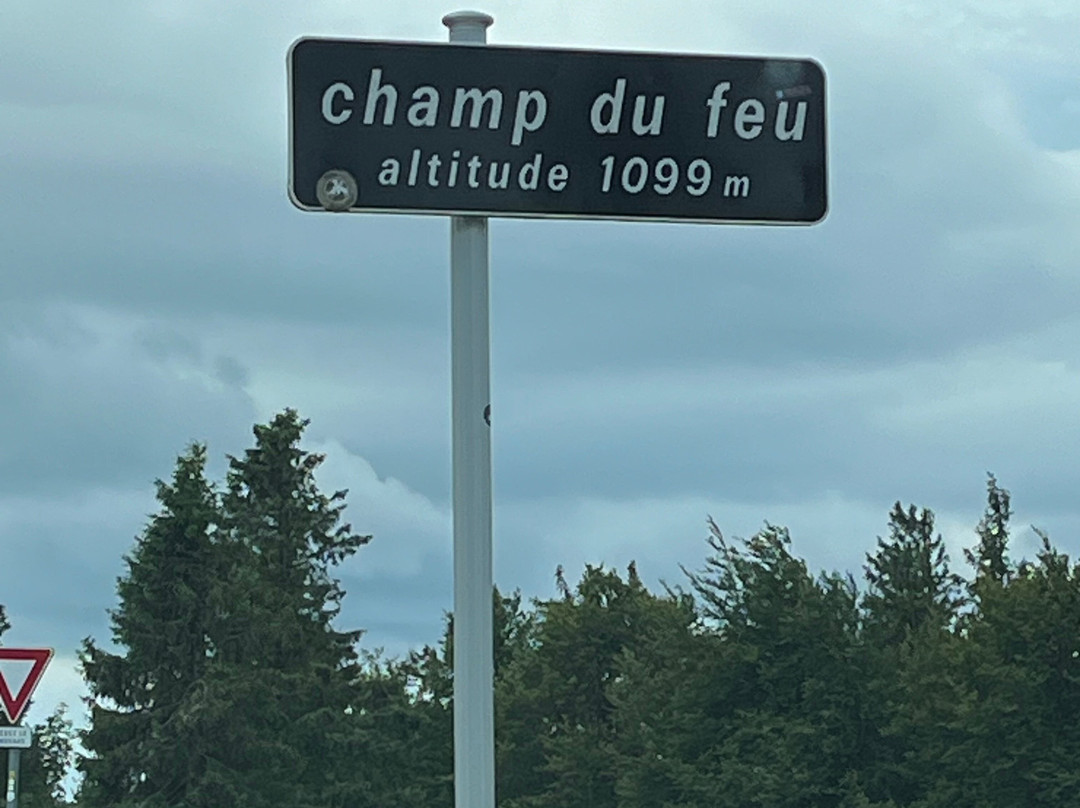 champ du feu
altitude 1099 m